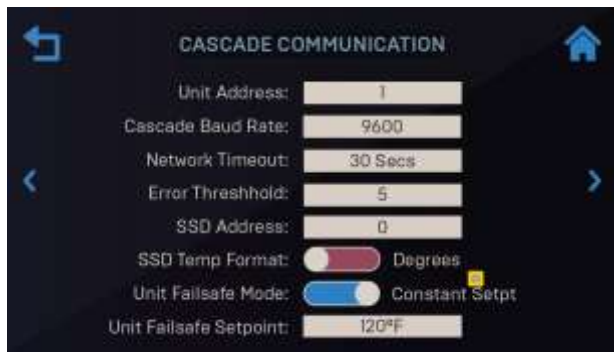 CASCADE COMMUNICATION
Unit Address: 1
Cascade Baud Rate: 9600
Network Timeout: 30 Secs
Error Threshhold: 5
SSD Address: 0
SSD Temp Format: Degrees
Unit Failsafe Mode: Constant Setpt
Unit Failsafe Setpoint: 120°F